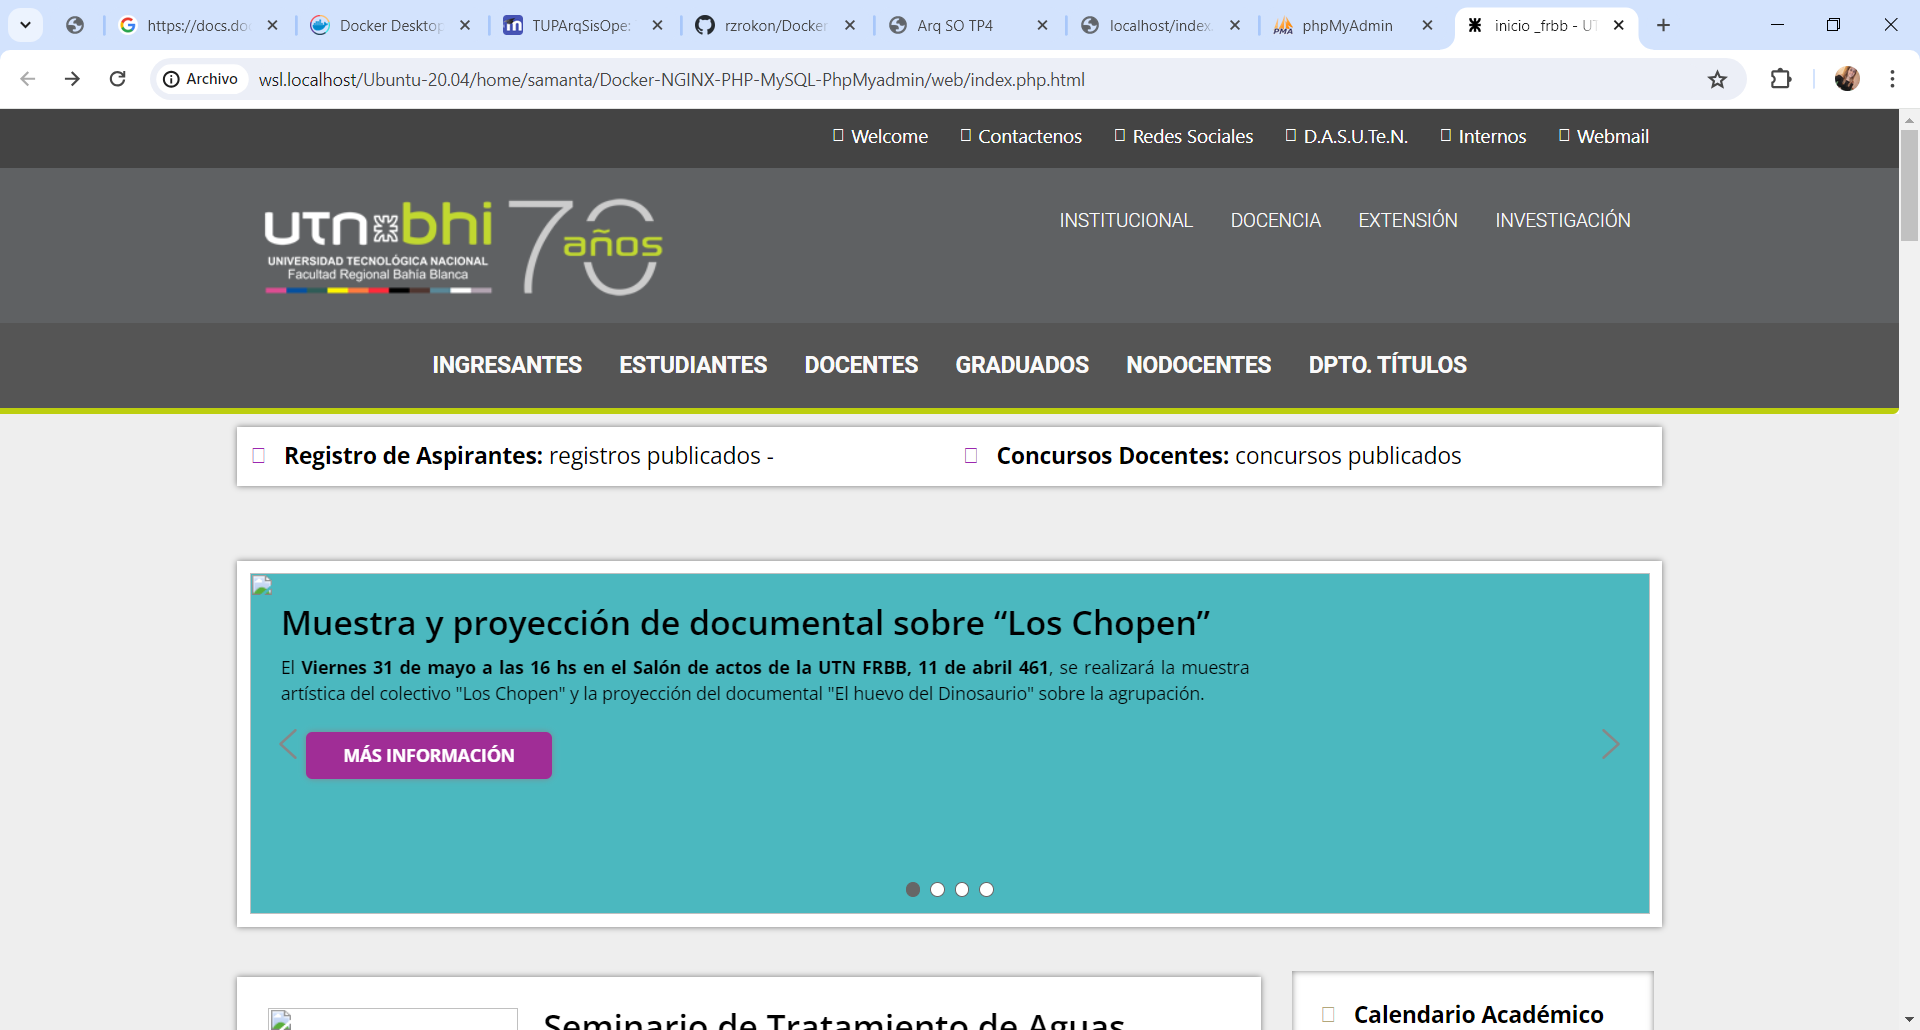 https://docs.do
Docker Desktop
TUPArqSisOpe:
rzrokon/Docker
Arq SO TP4
localhost/index.
phpMyAdmin
inicio _frbb - UT
Archivo
wsl.localhost/Ubuntu-20.04/home/samanta/Docker-NGINX-PHP-MySQL-PhpMyadmin/web/index.php.html
Welcome Contactenos Redes Sociales D.A.S.U.Te.N. Internos Webmail
utn bhi
UNIVERSIDAD TECNOLÓGICA NACIONAL
Facultad Regional Bahía Blanca
70 años
INSTITUCIONAL DOCENCIA EXTENSIÓN INVESTIGACIÓN
INGRESANTES ESTUDIANTES DOCENTES GRADUADOS NODOCENTES DPTO. TÍTULOS
Registro de Aspirantes: registros publicados -
Concursos Docentes: concursos publicados
Muestra y proyección de documental sobre “Los Chopen”
El Viernes 31 de mayo a las 16 hs en el Salón de actos de la UTN FRBB, 11 de abril 461, se realizará la muestra
artística del colectivo "Los Chopen" y la proyección del documental "El huevo del Dinosaurio" sobre la agrupación.
MÁS INFORMACIÓN
Seminario de Tratamiento de Aguas
Calendario Académico